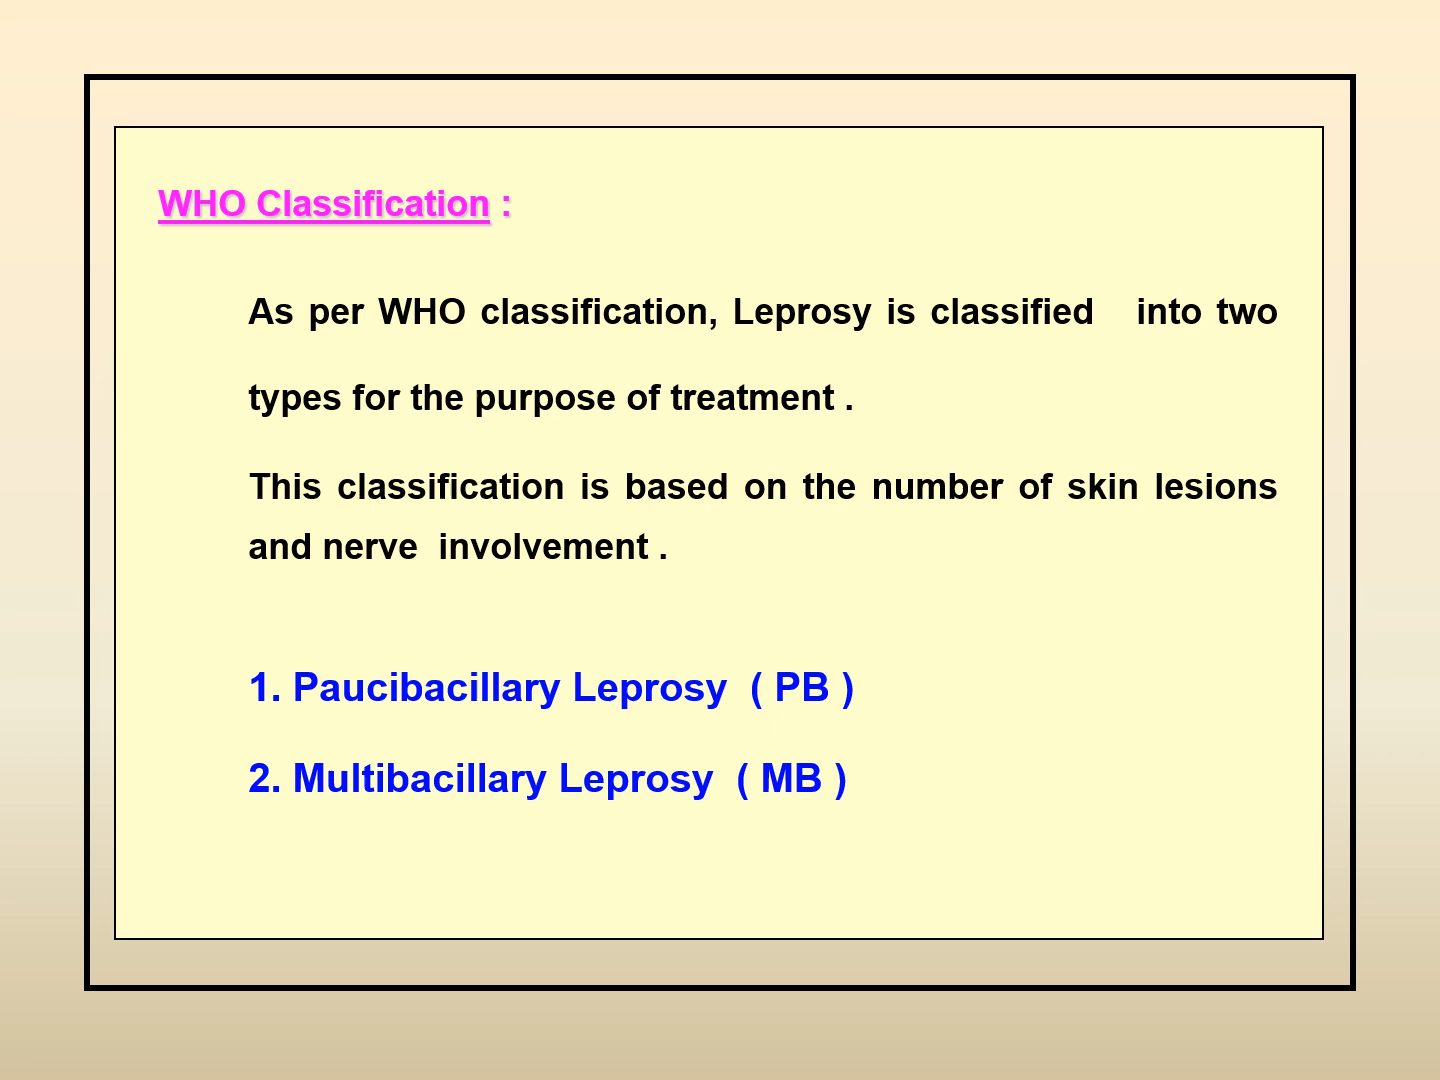 WHO Classification :
As per WHO classification, Leprosy is classified   into two
types for the purpose of treatment .
This classification is based on the number of skin lesions
and nerve  involvement .
1. Paucibacillary Leprosy  ( PB )
2. Multibacillary Leprosy  ( MB )